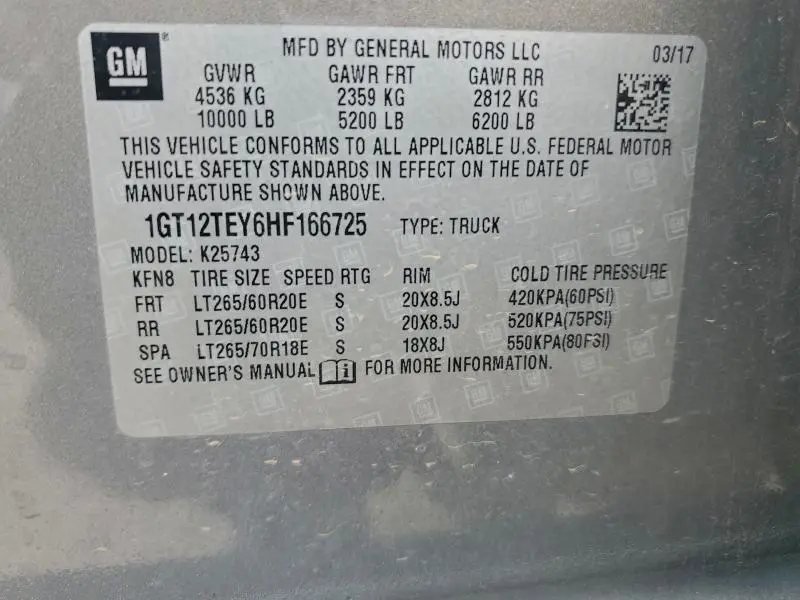 GM
MFD BY GENERAL MOTORS LLC 03/17
GVWR GAWR FRT GAWR RR
4536 KG 2359 KG 2812 KG
10000 LB 5200 LB 6200 LB
THIS VEHICLE CONFORMS TO ALL APPLICABLE U.S. FEDERAL MOTOR
VEHICLE SAFETY STANDARDS IN EFFECT ON THE DATE OF
MANUFACTURE SHOWN ABOVE.
1GT12TEY6HF166725 TYPE: TRUCK
MODEL: K25743
KFN8 TIRE SIZE SPEED RTG RIM COLD TIRE PRESSURE
FRT LT265/60R20E S 20X8.5J 420KPA(60PSI)
RR LT265/60R20E S 20X8.5J 520KPA(75PSI)
SPA LT265/70R18E S 18X8J 550KPA(80PSI)
SEE OWNER'S MANUAL i FOR MORE INFORMATION.